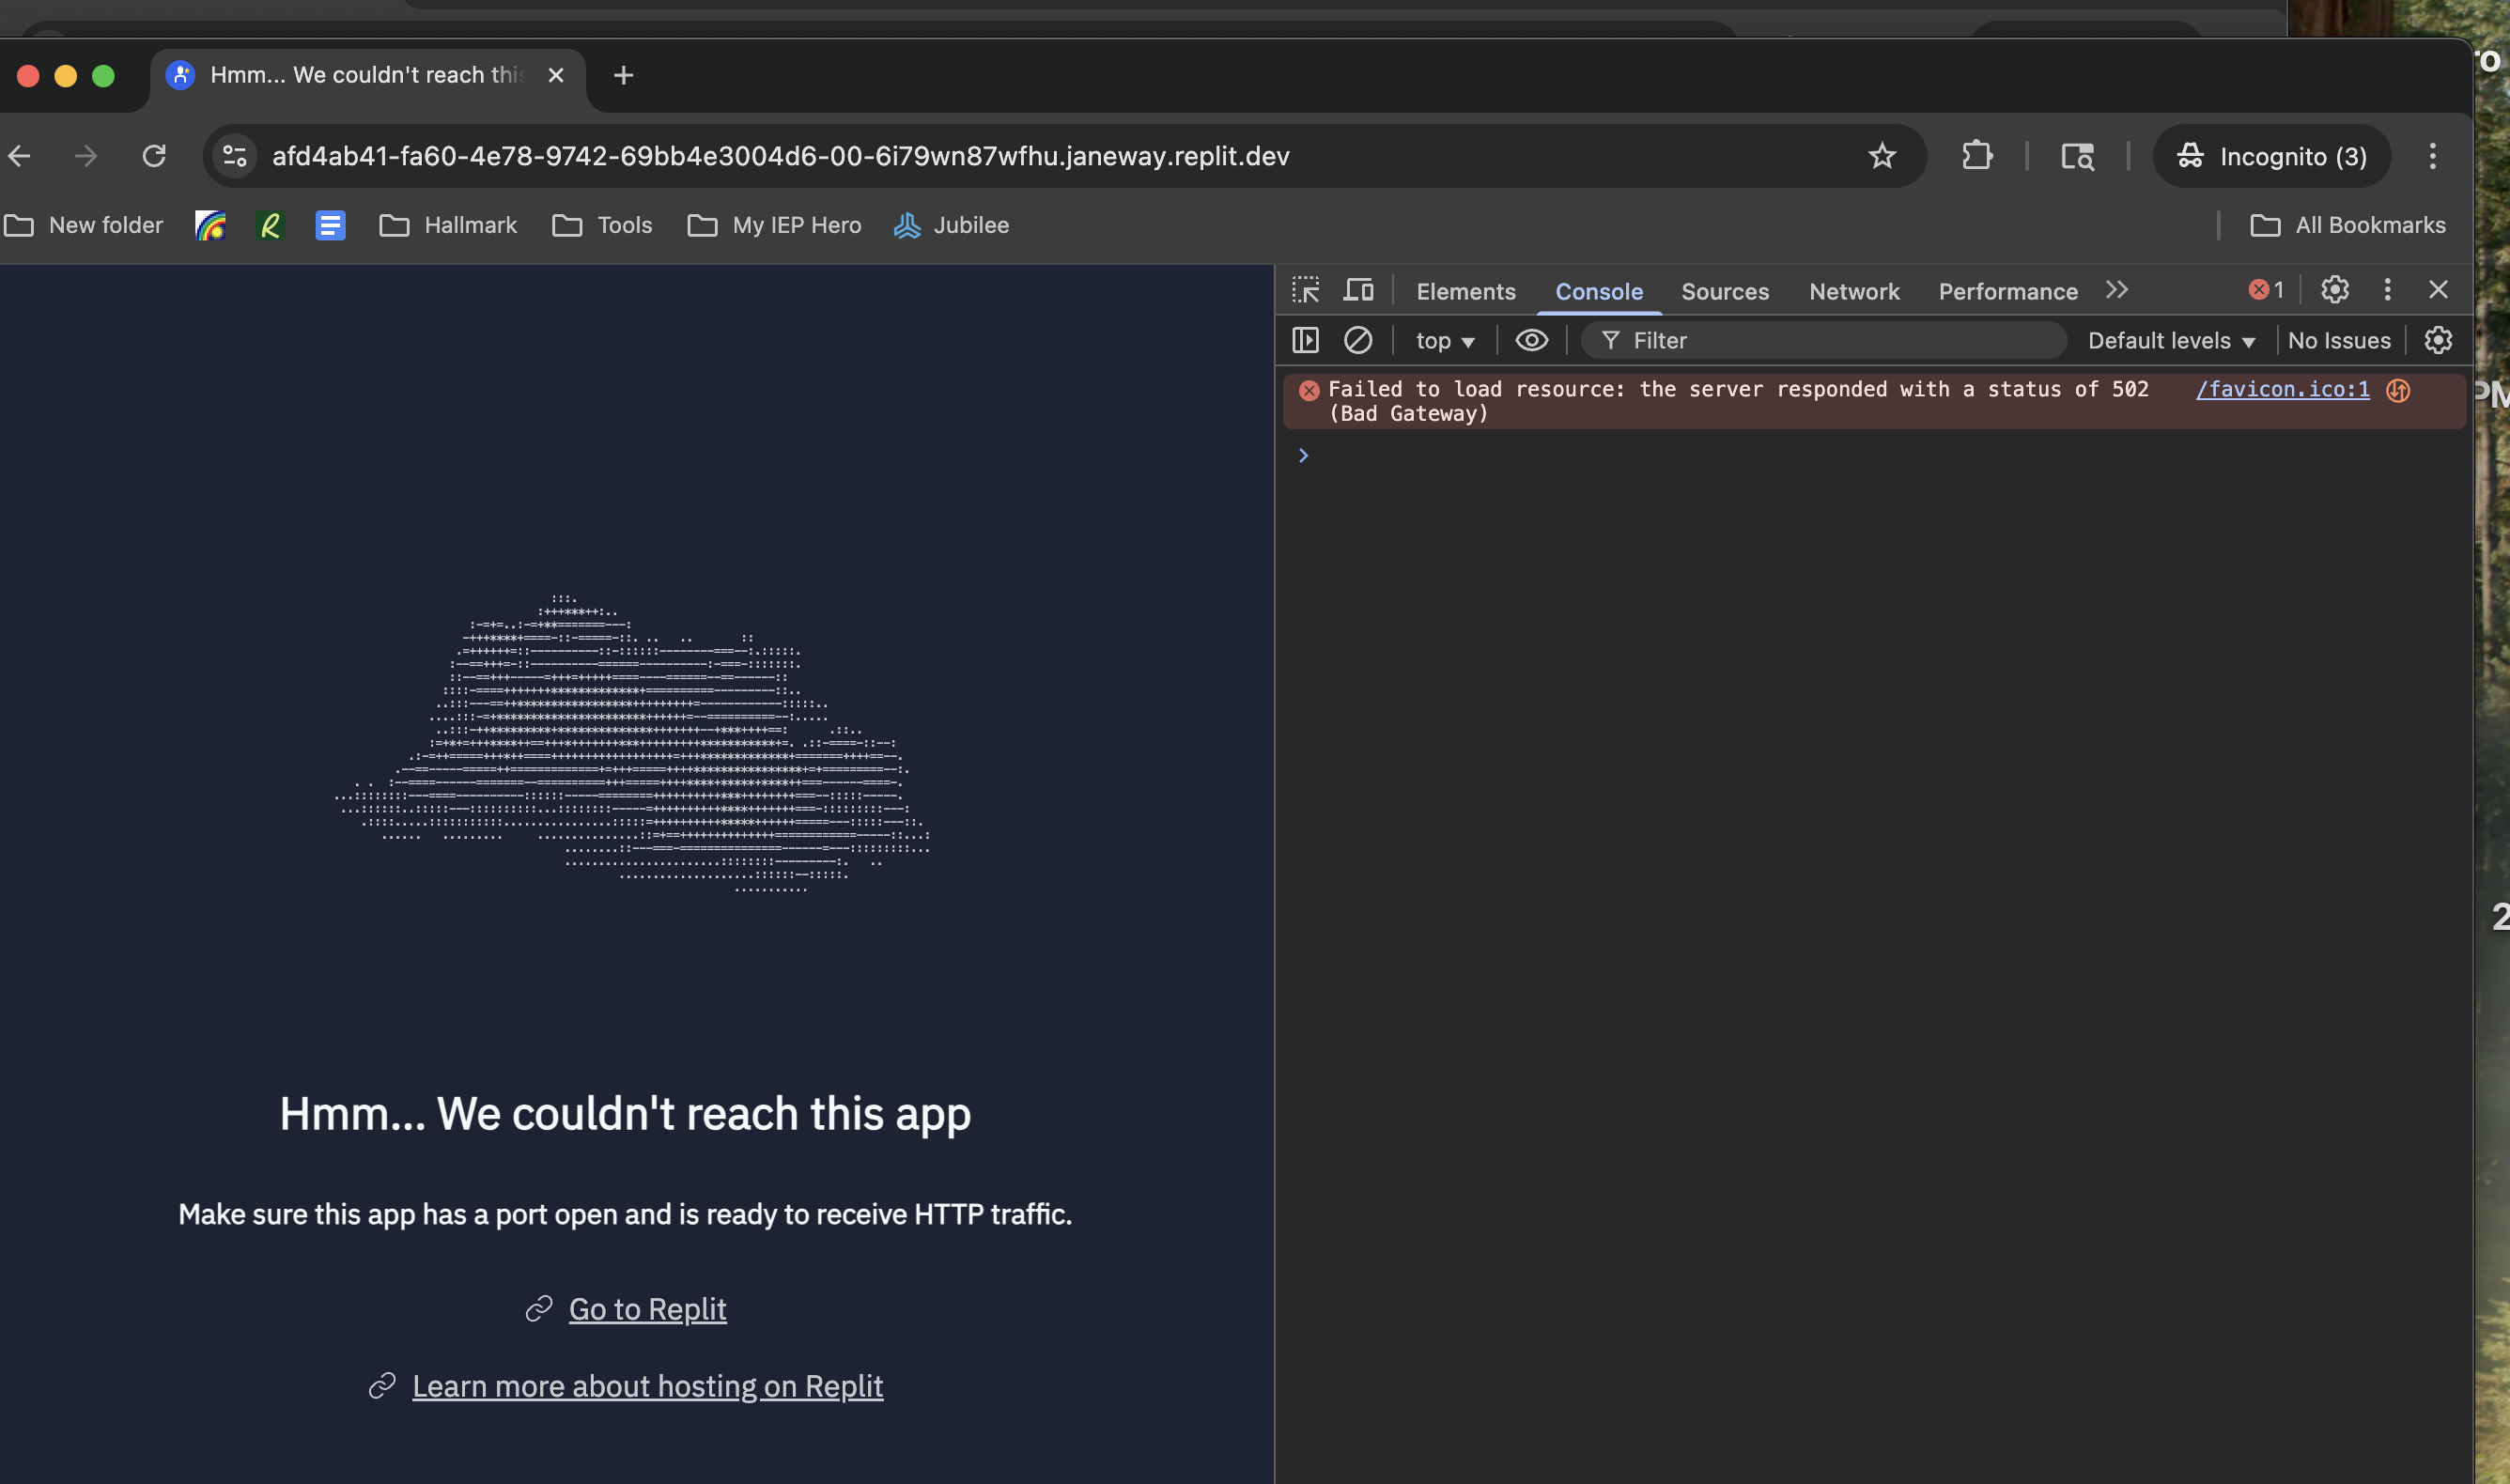 Hmm... We couldn't reach this
afd4ab41-fa60-4e78-9742-69bb4e3004d6-00-6i79wn87wfhu.janeway.replit.dev
Incognito (3)
New folder
Hallmark
Tools
My IEP Hero
Jubilee
All Bookmarks
Elements Console Sources Network Performance
1
top
Filter
Default levels
No Issues
Failed to load resource: the server responded with a status of 502 /favicon.ico:1
(Bad Gateway)
Hmm... We couldn't reach this app
Make sure this app has a port open and is ready to receive HTTP traffic.
Go to Replit
Learn more about hosting on Replit